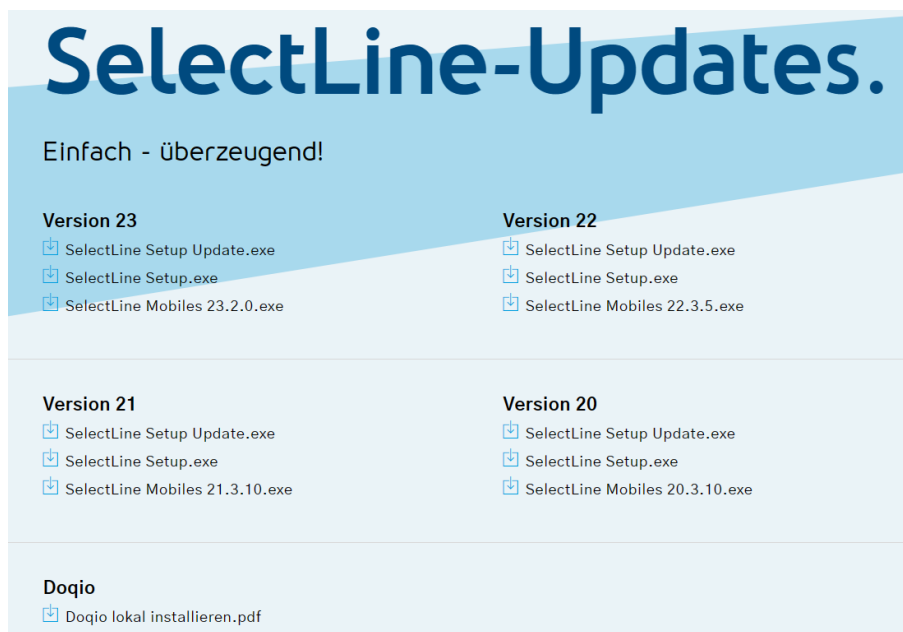 SelectLine-Updates.
Einfach - überzeugend!
Version 23
SelectLine Setup Update.exe
SelectLine Setup.exe
SelectLine Mobiles 23.2.0.exe
Version 22
SelectLine Setup Update.exe
SelectLine Setup.exe
SelectLine Mobiles 22.3.5.exe
Version 21
SelectLine Setup Update.exe
SelectLine Setup.exe
SelectLine Mobiles 21.3.10.exe
Version 20
SelectLine Setup Update.exe
SelectLine Setup.exe
SelectLine Mobiles 20.3.10.exe
Doqio
Doqio lokal installieren.pdf